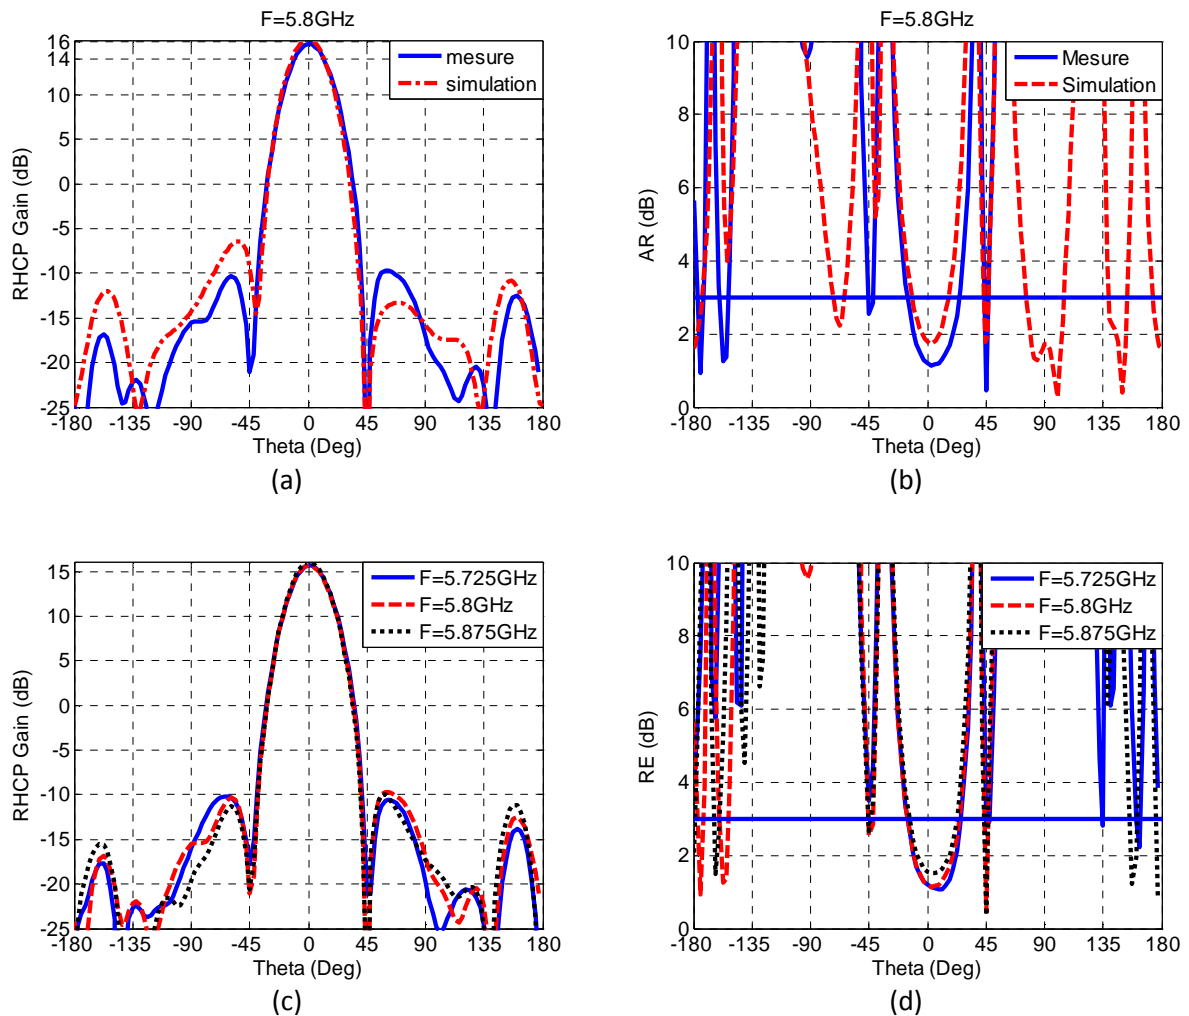 F=5.8GHz
16
14
10
5
0
-5
-10
-15
-20
-25
-180
-135
-90
-45
0
45
90
135
180
RHCP Gain (dB)
Theta (Deg)
mesure
simulation
(a)
F=5.8GHz
10
8
6
4
2
0
-180
-135
-90
-45
0
45
90
135
180
AR (dB)
Theta (Deg)
Mesure
Simulation
(b)
15
10
5
0
-5
-10
-15
-20
-25
-180
-135
-90
-45
0
45
90
135
180
RHCP Gain (dB)
Theta (Deg)
F=5.725GHz
F=5.8GHz
F=5.875GHz
(c)
10
8
6
4
2
0
-180
-135
-90
-45
0
45
90
135
180
RE (dB)
Theta (Deg)
F=5.725GHz
F=5.8GHz
F=5.875GHz
(d)